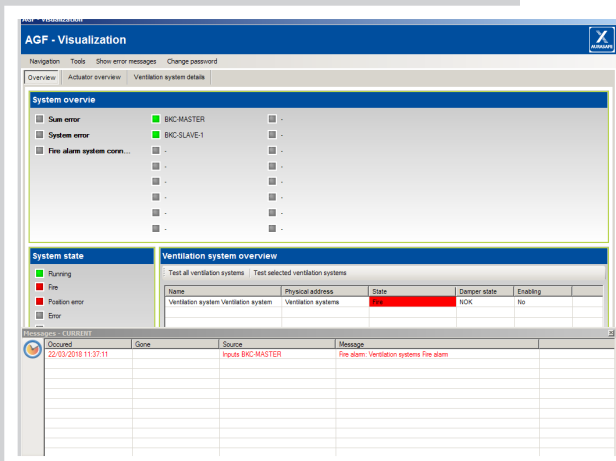 AGF - Visualization
AGF - Visualization
AURASAFE
Navigation Tools Show error messages Change password
Overview Actuator overview Ventilation system details
System overvie
Sum error BKC-MASTER -
System error BKC-SLAVE-1 -
Fire alarm system conn... - -
- -
- -
- -
- -
- -
System state Ventilation system overview
Running Test all ventilation systems Test selected ventilation systems
Fire Name Physical address State Damper state Enabling
Position error Ventilation system Ventilation system Ventilation systems Fire NOK No
Error
Messages - CURRENT
Occured Gone Source Message
22/03/2018 11:37:11 Inputs BKC-MASTER Fire alarm: Ventilation systems Fire alarm